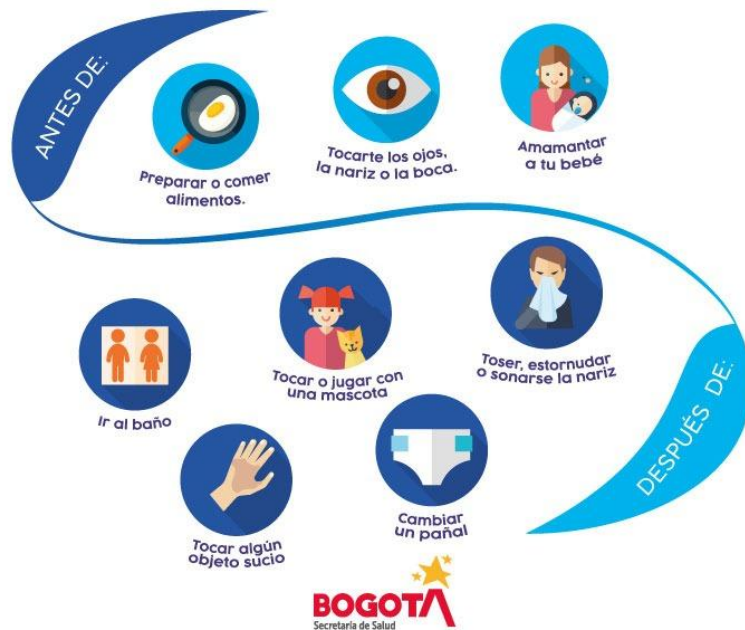 ANTES DE:
Preparar o comer
alimentos.
Tocarte los ojos,
la nariz o la boca.
Amamantar
a tu bebé
Ir al baño
Tocar o jugar con
una mascota
Toser, estornudar
o sonarse la nariz
Tocar algún
objeto sucio
Cambiar
un pañal
DESPUÉS DE:
BOGOTÁ
Secretaría de Salud